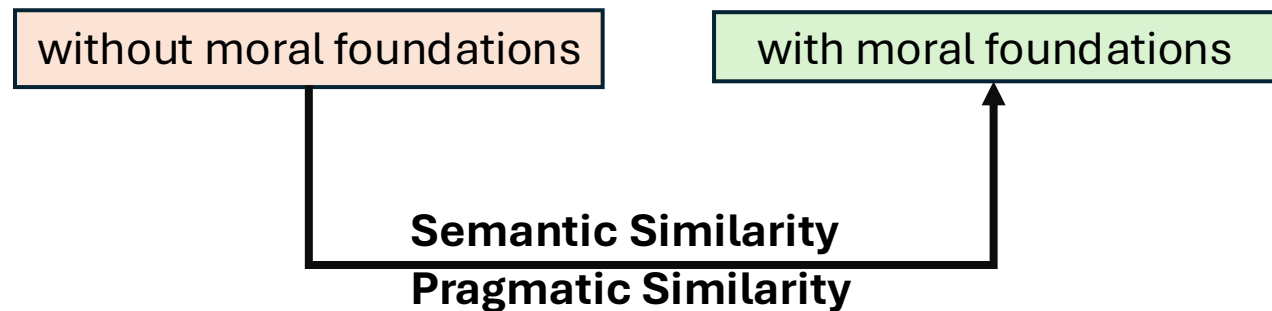 without moral foundations
with moral foundations
Semantic Similarity
Pragmatic Similarity